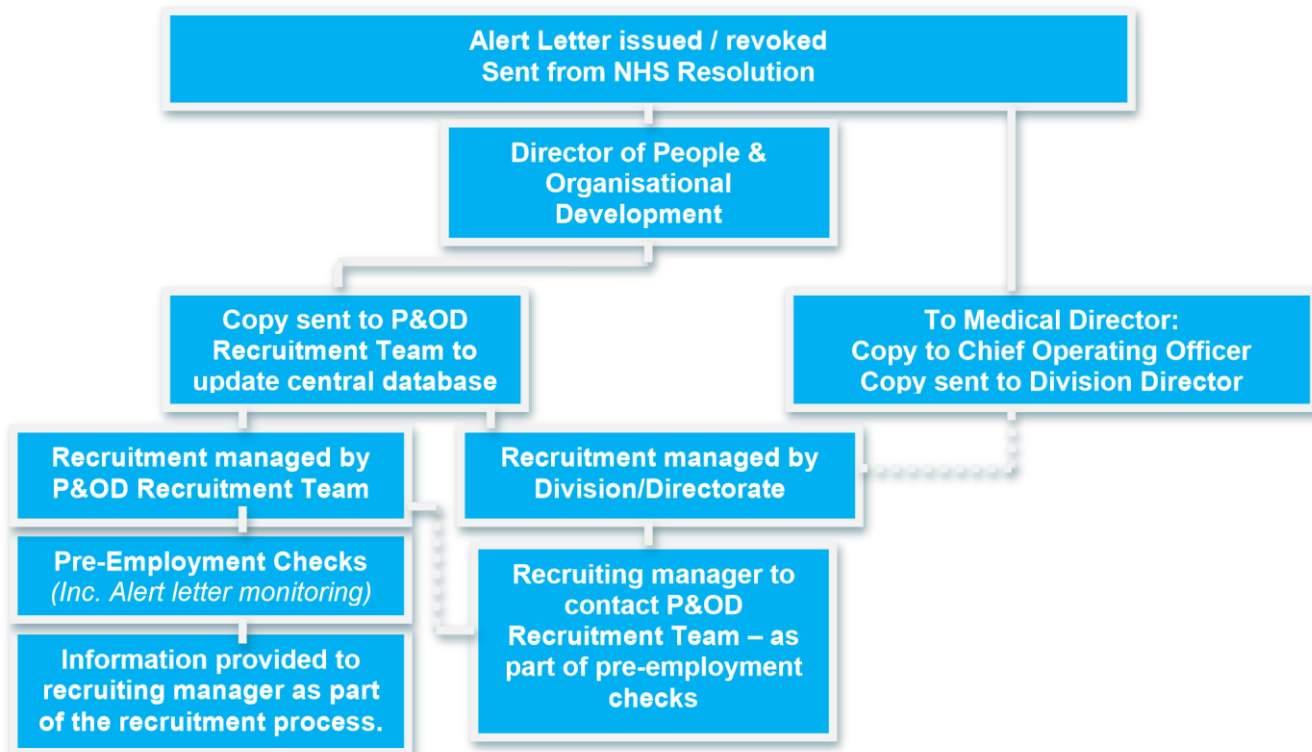 Alert Letter issued / revoked
Sent from NHS Resolution
Director of People &
Organisational
Development
Copy sent to P&OD
Recruitment Team to
update central database
To Medical Director:
Copy to Chief Operating Officer
Copy sent to Division Director
Recruitment managed by
P&OD Recruitment Team
Recruitment managed by
Division/Directorate
Pre-Employment Checks
(Inc. Alert letter monitoring)
Recruiting manager to
contact P&OD
Recruitment Team – as
part of pre-employment
checks
Information provided to
recruiting manager as part
of the recruitment process.